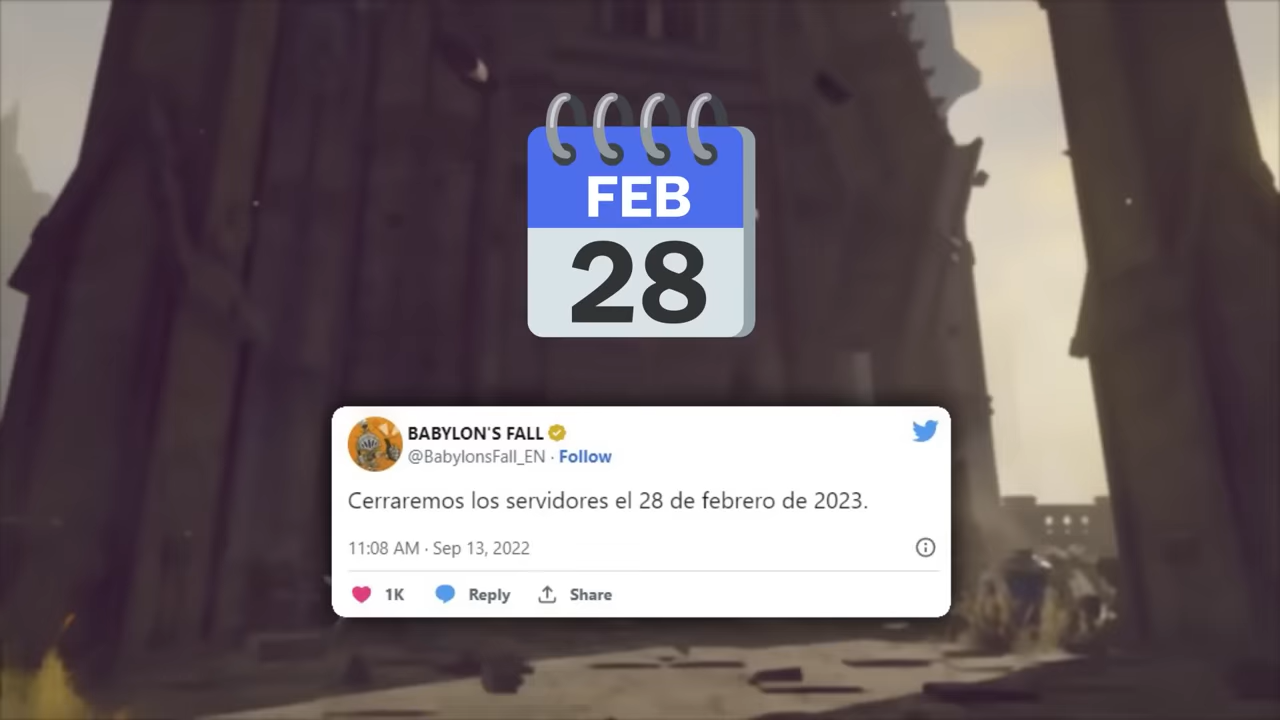 FEB
28
BABYLON'S FALL
@BabylonsFall_EN · Follow
Cerraremos los servidores el 28 de febrero de 2023.
11:08 AM · Sep 13, 2022
1K Reply Share